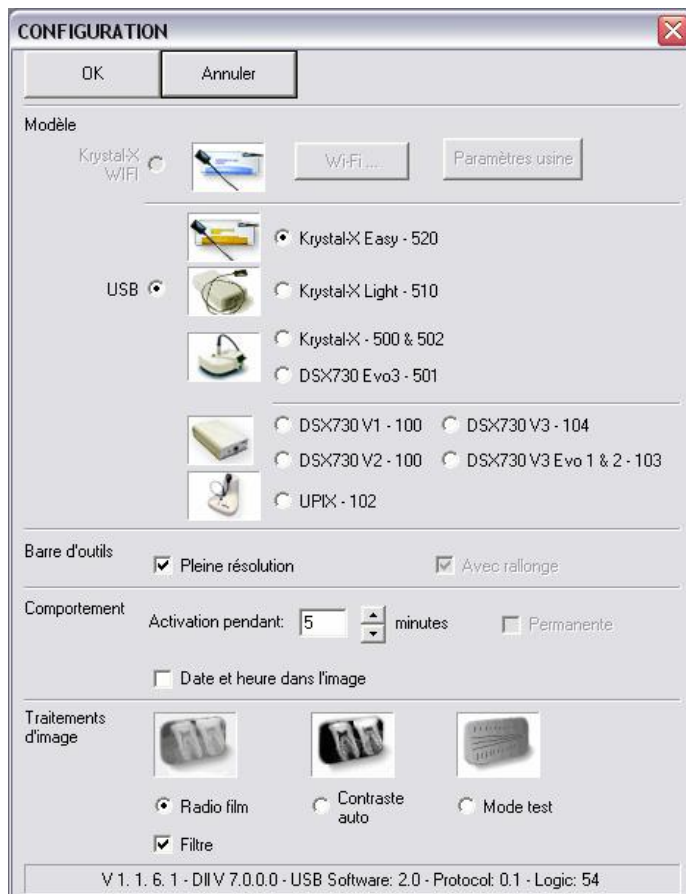 CONFIGURATION
OK
Annuler
Modèle
Krystal-X
WIFI
Wi-Fi ....
Paramètres usine
Krystal-X Easy - 520
USB
Krystal-X Light - 510
Krystal-X - 500 & 502
DSX730 Evo3 - 501
DSX730 V1 - 100
DSX730 V3 - 104
DSX730 V2 - 100
DSX730 V3 Evo 1 & 2 - 103
UPIX - 102
Barre d'outils
Pleine résolution
Avec rallonge
Comportement
Activation pendant: 5 minutes
Permanente
Date et heure dans l'image
Traitements
d'image
Radio film
Contraste
auto
Mode test
Filtre
V 1. 1. 6. 1 - Dll V 7.0.0.0 - USB Software: 2.0 - Protocol: 0.1 - Logic: 54